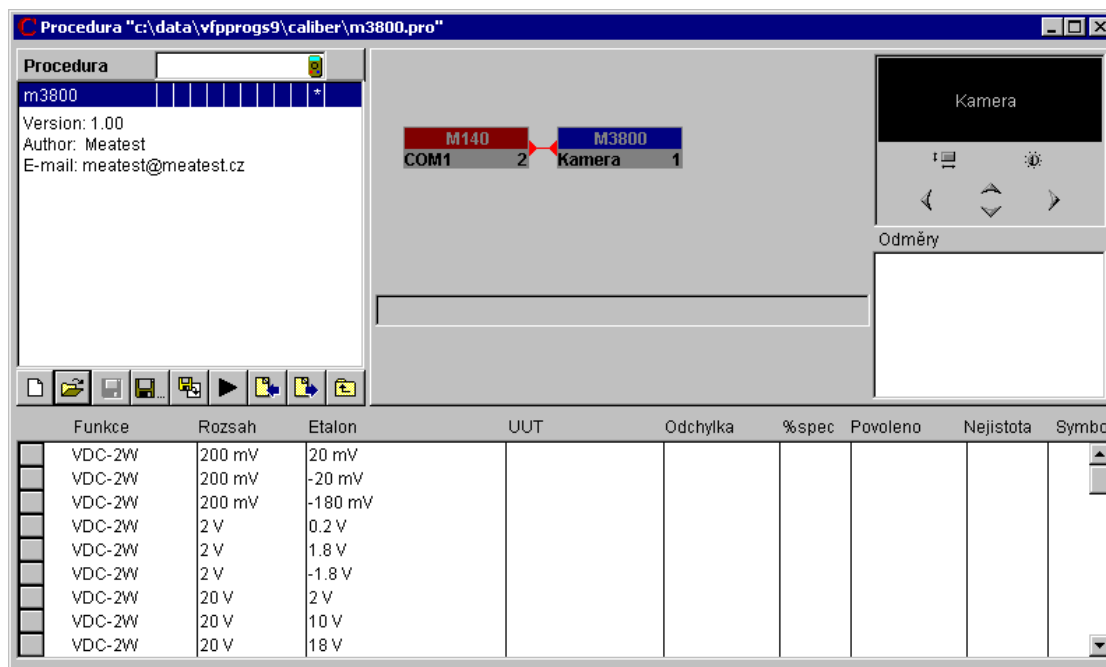 Procedura "c:\data\vfpprogs9\caliber\m3800.pro"
Procedura
m3800 *
Version: 1.00
Author: Meatest
E-mail: meatest@meatest.cz
M140
COM1 2
M3800
Kamera 1
Kamera
Odměry
Funkce Rozsah Etalon UUT Odchylka %spec Povoleno Nejistota Symbo
VDC-2W 200 mV 20 mV
VDC-2W 200 mV -20 mV
VDC-2W 200 mV -180 mV
VDC-2W 2 V 0.2 V
VDC-2W 2 V 1.8 V
VDC-2W 2 V -1.8 V
VDC-2W 20 V 2 V
VDC-2W 20 V 10 V
VDC-2W 20 V 18 V